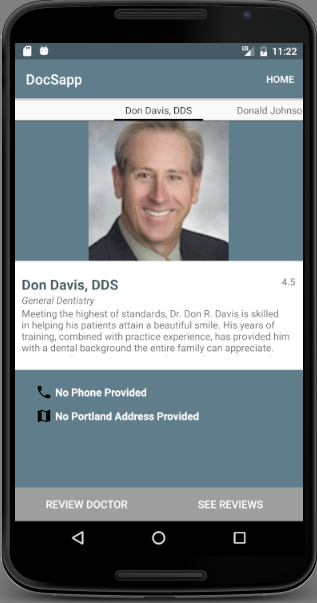 LTE 11:22
DocSapp HOME
Don Davis, DDS Donald Johnso
Don Davis, DDS 4.5
General Dentistry
Meeting the highest of standards, Dr. Don R. Davis is skilled
in helping his patients attain a beautiful smile. His years of
training, combined with practice experience, has provided him
with a dental background the entire family can appreciate.
No Phone Provided
No Portland Address Provided
REVIEW DOCTOR SEE REVIEWS